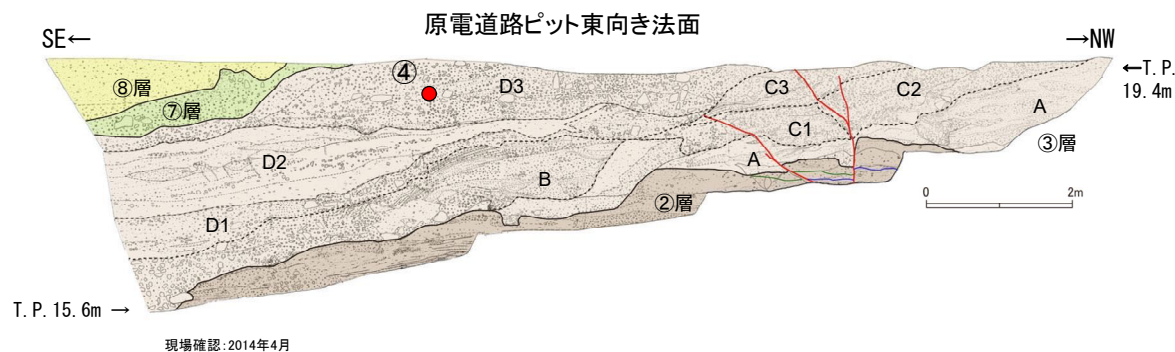 原電道路ピット東向き法面
SE←
→NW
←T.P.
19.4m
⑧層
⑦層
④
D3
C3
C2
C1
A
A
③層
D2
B
D1
②層
0
2m
T.P.15.6m →
現場確認:2014年4月